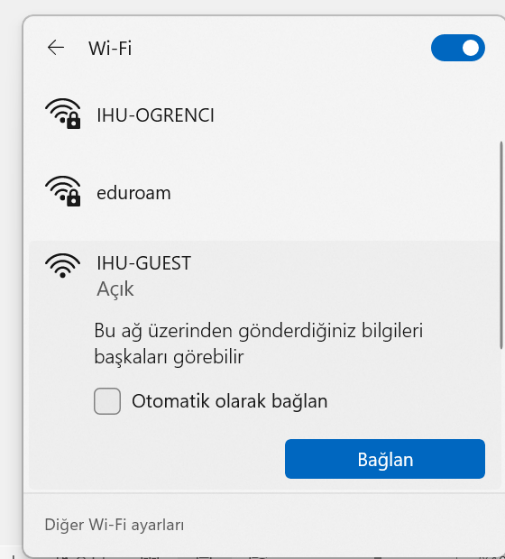 Wi-Fi
IHU-OGRENCI
eduroam
IHU-GUEST
Açık
Bu ağ üzerinden gönderdiğiniz bilgileri
başkaları görebilir
Otomatik olarak bağlan
Bağlan
Diğer Wi-Fi ayarları